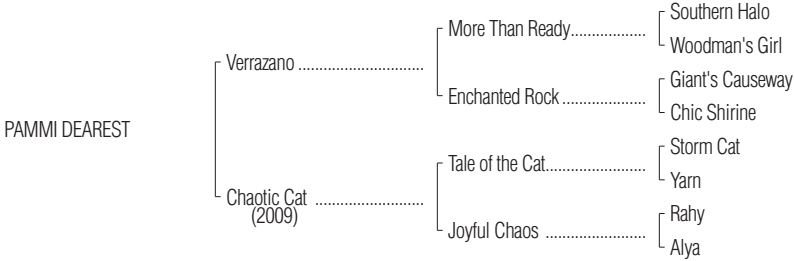 Southern Halo
More Than Ready..................
Woodman's Girl
Verrazano ..............................
Giant's Causeway
Enchanted Rock ....................
Chic Shirine
PAMMI DEAREST
Storm Cat
Tale of the Cat........................
Yarn
Chaotic Cat ..........................
(2009)
Rahy
Joyful Chaos ........................
Alya